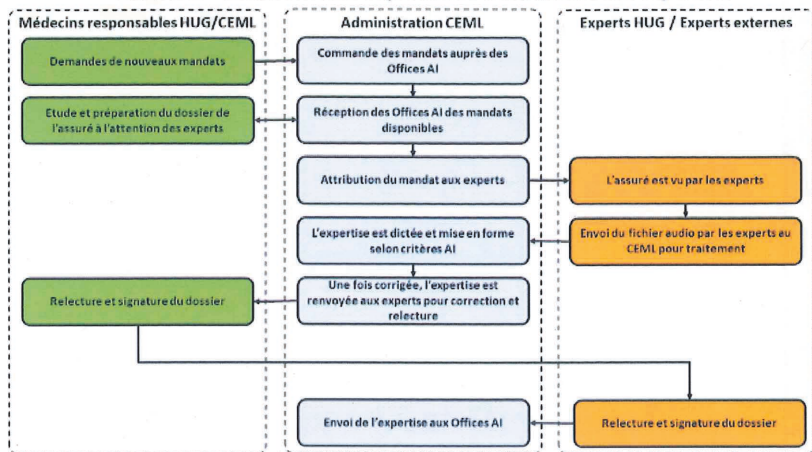 Médecins responsables HUG/CEML
Administration CEML
Experts HUG / Experts externes
Demandes de nouveaux mandats
Commande des mandats auprès des
Offices AI
Etude et préparation du dossier de
l'assuré à l'attention des experts
Réception des Offices AI des mandats
disponibles
Attribution du mandat aux experts
L'assuré est vu par les experts
L'expertise est dictée et mise en forme
selon critères AI
Envoi du fichier audio par les experts au
CEML pour traitement
Relecture et signature du dossier
Une fois corrigée, l'expertise est
renvoyée aux experts pour correction et
relecture
Envoi de l'expertise aux Offices AI
Relecture et signature du dossier